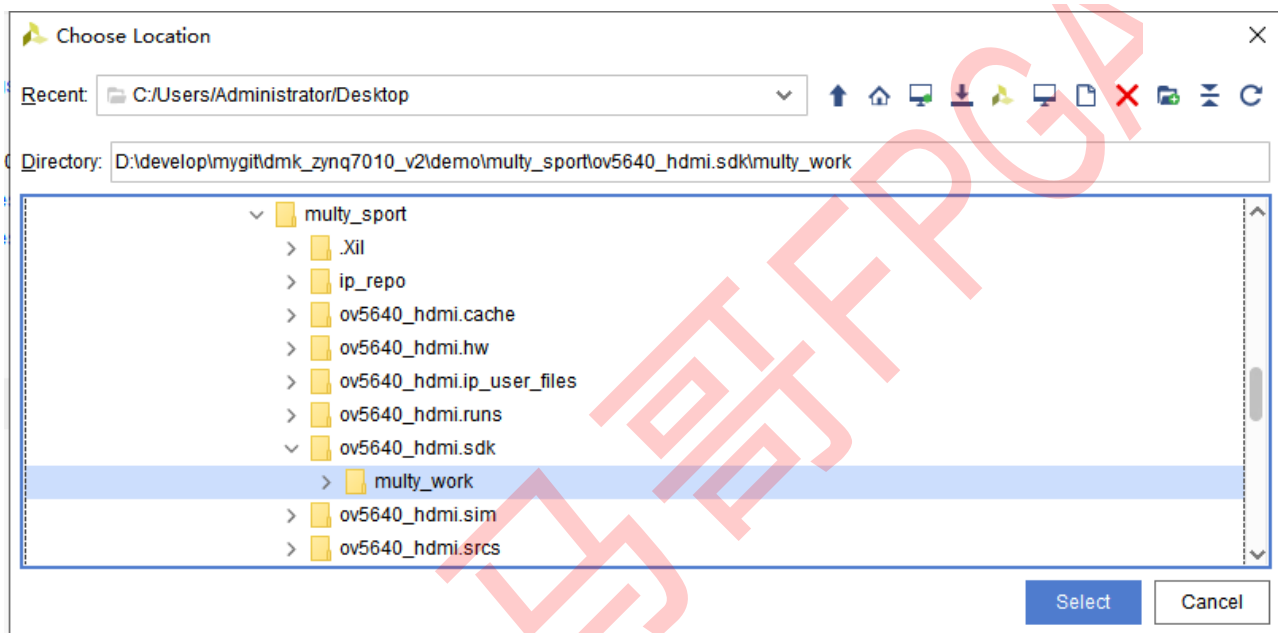 Choose Location
Recent: C:/Users/Administrator/Desktop
Directory: D:\develop\mygit\dmk_zynq7010_v2\demo\multy_sport\ov5640_hdmi.sdk\multy_work
multy_sport
.Xil
ip_repo
ov5640_hdmi.cache
ov5640_hdmi.hw
ov5640_hdmi.ip_user_files
ov5640_hdmi.runs
ov5640_hdmi.sdk
multy_work
ov5640_hdmi.sim
ov5640_hdmi.srcs
Select Cancel
马哥FPGA